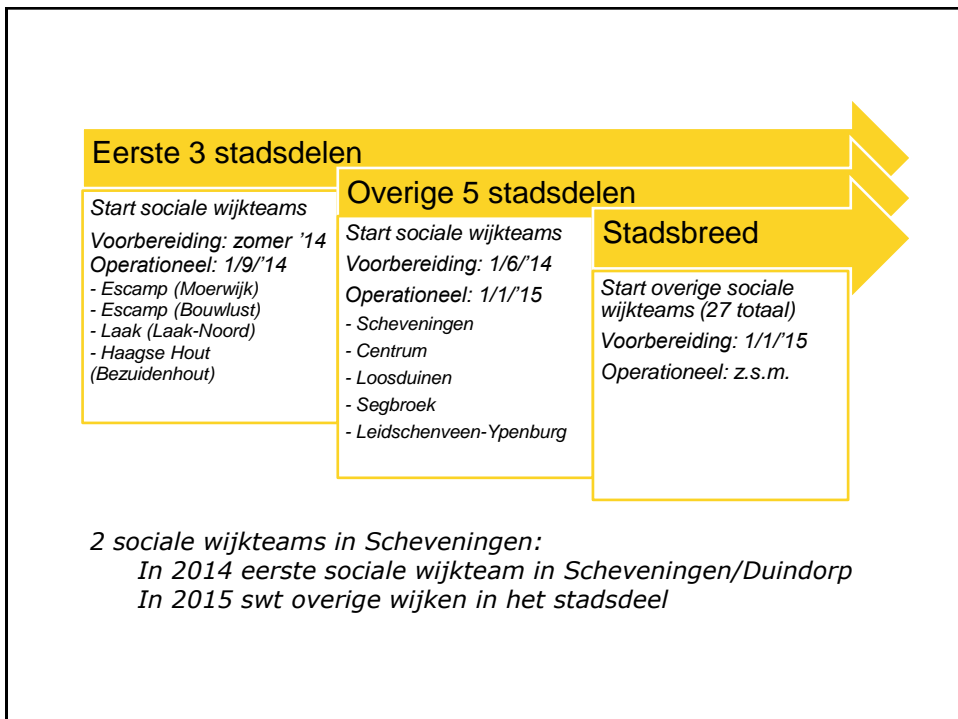 Eerste 3 stadsdelen
Start sociale wijkteams
Voorbereiding: zomer ’14
Operationeel: 1/9/’14
- Escamp (Moerwijk)
- Escamp (Bouwlust)
- Laak (Laak-Noord)
- Haagse Hout
(Bezuidenhout)
Overige 5 stadsdelen
Start sociale wijkteams
Voorbereiding: 1/6/’14
Operationeel: 1/1/’15
- Scheveningen
- Centrum
- Loosduinen
- Segbroek
- Leidschenveen-Ypenburg
Stadsbreed
Start overige sociale
wijkteams (27 totaal)
Voorbereiding: 1/1/’15
Operationeel: z.s.m.
2 sociale wijkteams in Scheveningen:
In 2014 eerste sociale wijkteam in Scheveningen/Duindorp
In 2015 swt overige wijken in het stadsdeel